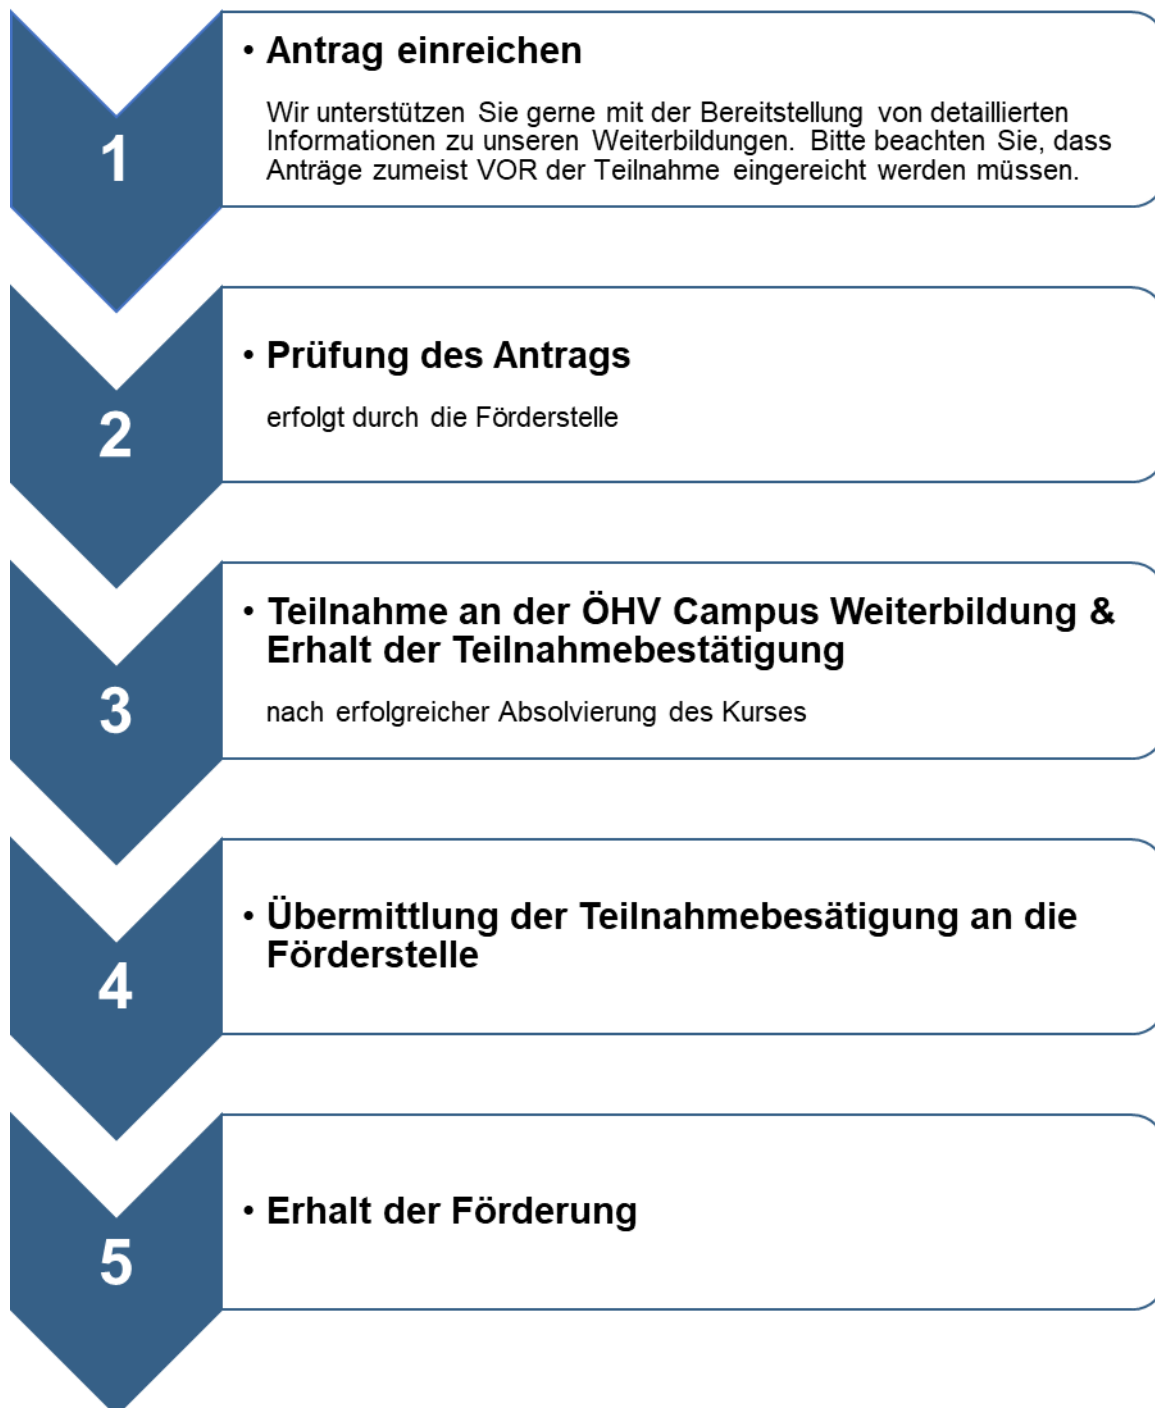 1
• Antrag einreichen
Wir unterstützen Sie gerne mit der Bereitstellung von detaillierten
Informationen zu unseren Weiterbildungen. Bitte beachten Sie, dass
Anträge zumeist VOR der Teilnahme eingereicht werden müssen.
2
• Prüfung des Antrags
erfolgt durch die Förderstelle
3
• Teilnahme an der ÖHV Campus Weiterbildung &
Erhalt der Teilnahmebestätigung
nach erfolgreicher Absolvierung des Kurses
4
• Übermittlung der Teilnahmebesätigung an die
Förderstelle
5
• Erhalt der Förderung